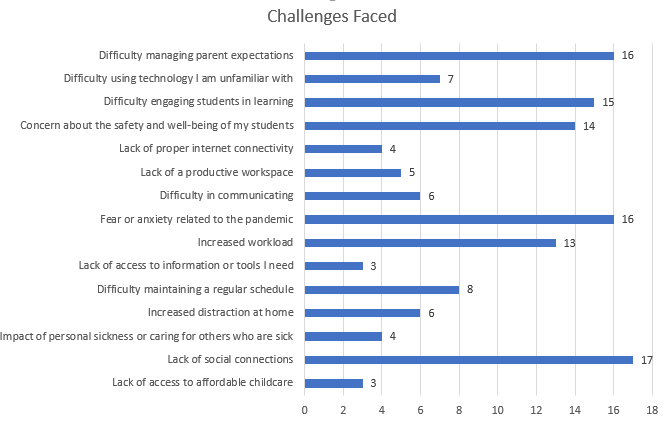 Challenges Faced
Difficulty managing parent expectations 16
Difficulty using technology I am unfamiliar with 7
Difficulty engaging students in learning 15
Concern about the safety and well-being of my students 14
Lack of proper internet connectivity 4
Lack of a productive workspace 5
Difficulty in communicating 6
Fear or anxiety related to the pandemic 16
Increased workload 13
Lack of access to information or tools I need 3
Difficulty maintaining a regular schedule 8
Increased distraction at home 6
Impact of personal sickness or caring for others who are sick 4
Lack of social connections 17
Lack of access to affordable childcare 3
0 2 4 6 8 10 12 14 16 18